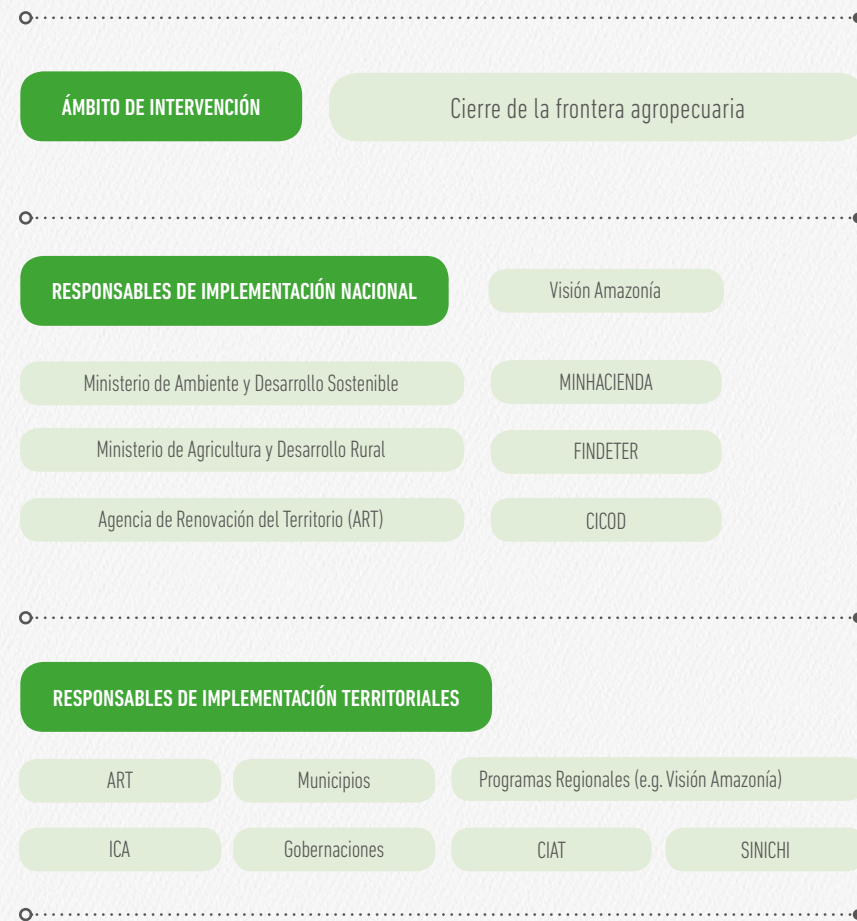 ÁMBITO DE INTERVENCIÓN
Cierre de la frontera agropecuaria
RESPONSABLES DE IMPLEMENTACIÓN NACIONAL
Visión Amazonía
Ministerio de Ambiente y Desarrollo Sostenible
MINHACIENDA
Ministerio de Agricultura y Desarrollo Rural
FINDETER
Agencia de Renovación del Territorio (ART)
CICOD
RESPONSABLES DE IMPLEMENTACIÓN TERRITORIALES
ART
Municipios
Programas Regionales (e.g. Visión Amazonía)
ICA
Gobernaciones
CIAT
SINICHI